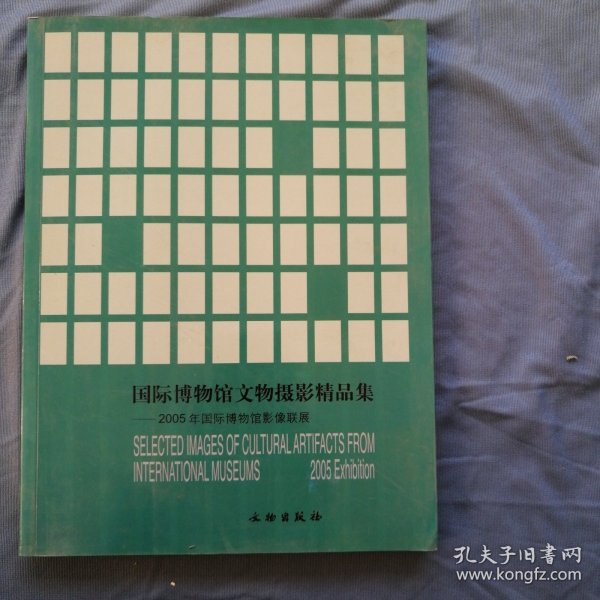 国际博物馆文物摄影精品集
——2005年国际博物馆影像联展
SELECTED IMAGES OF CULTURAL ARTIFACTS FROM
INTERNATIONAL MUSEUMS 2005 Exhibition
文物出版社
孔夫子旧书网
www.kongfz.com